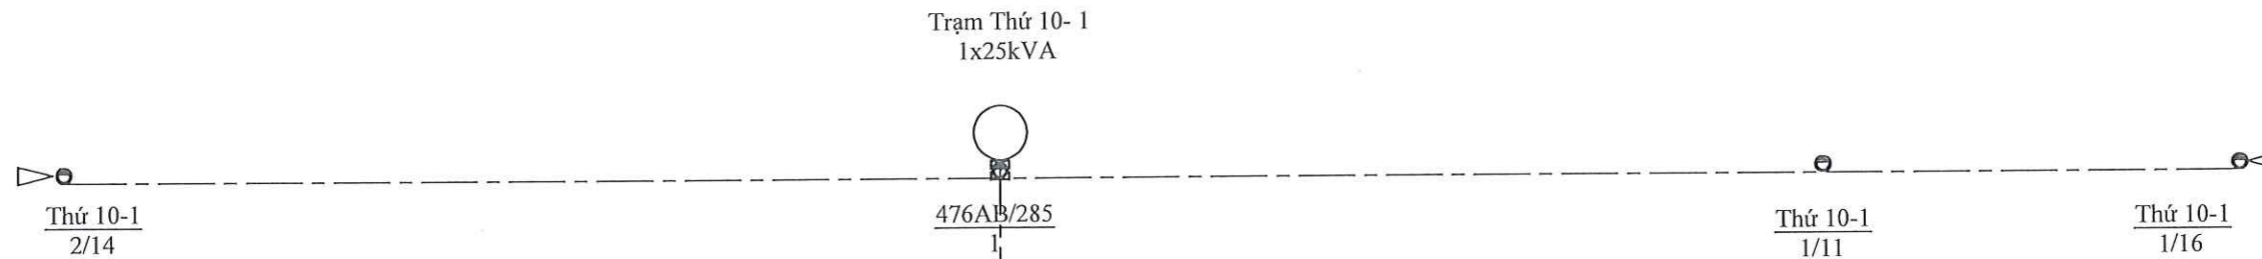 Trạm Thứ 10- 1
1x25kVA
Thứ 10-1
2/14
476AB/285
1
Thứ 10-1
1/11
Thứ 10-1
1/16